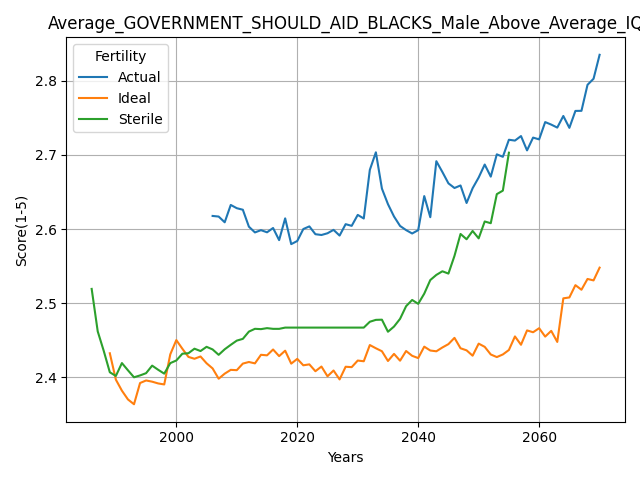 Average_GOVERNMENT_SHOULD_AID_BLACKS_Male_Above_Average_IQ
Fertility
Actual
Ideal
Sterile
Score(1-5)
2.8
2.7
2.6
2.5
2.4
2000 2020 2040 2060
Years